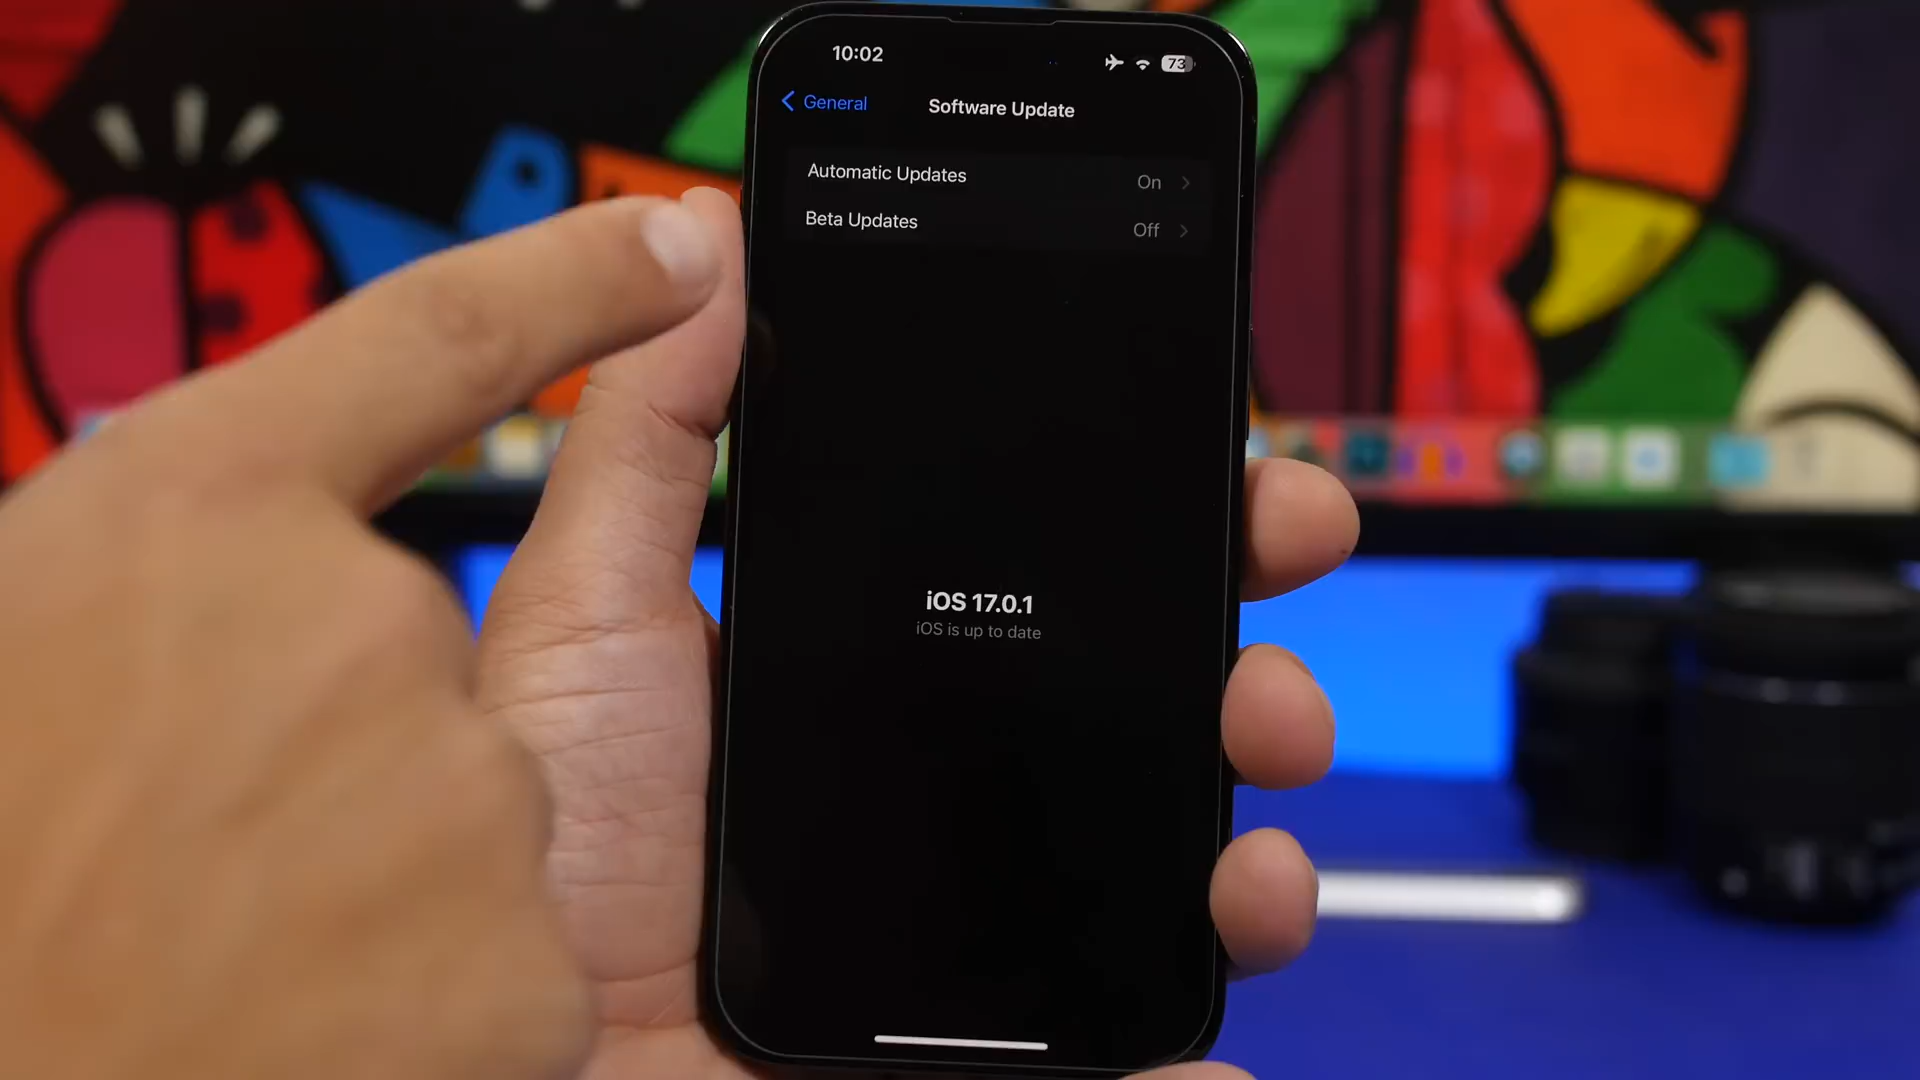 10:02
73
General
Software Update
Automatic Updates
On
Beta Updates
Off
iOS 17.0.1
iOS is up to date